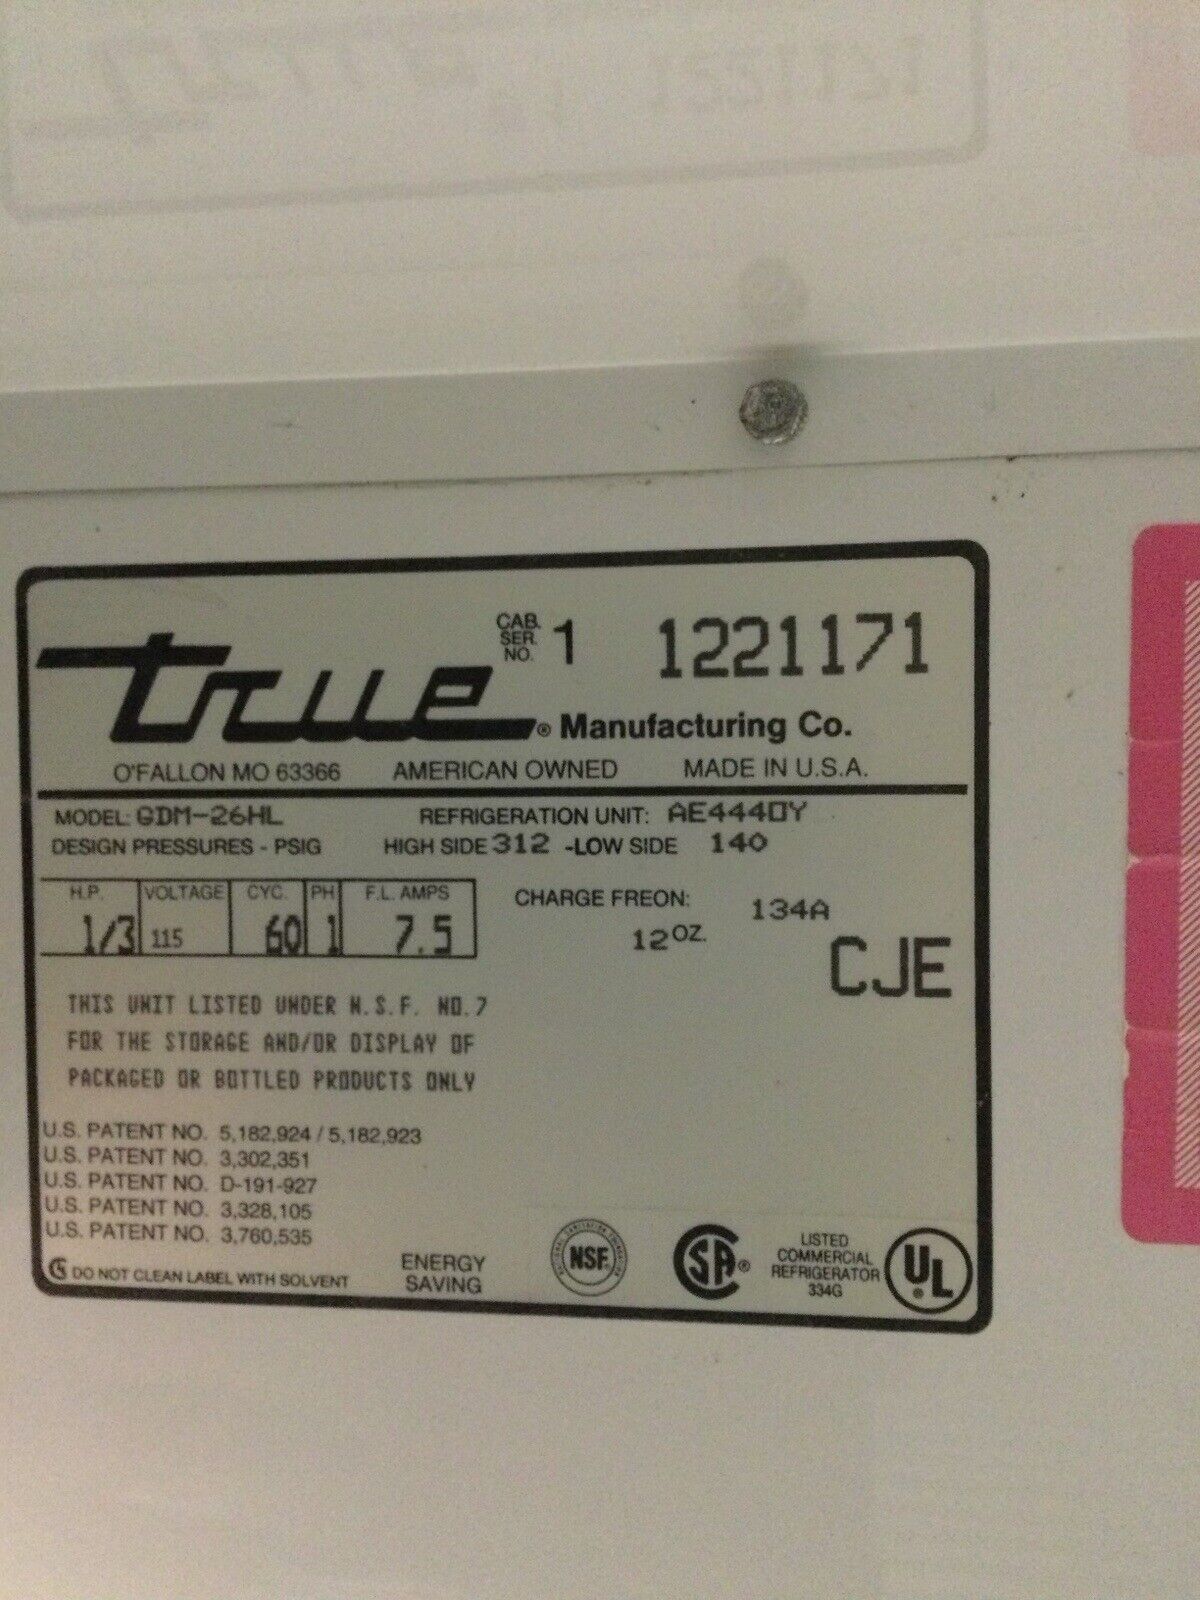 CAB. SER. NO. 1 1221171
true® Manufacturing Co.
O'FALLON MO 63366 AMERICAN OWNED MADE IN U.S.A.
MODEL: GDM-26HL REFRIGERATION UNIT: AE4440Y
DESIGN PRESSURES - PSIG HIGH SIDE 312 -LOW SIDE 140
H.P. VOLTAGE CYC. PH F.L. AMPS
1/3 115 60 1 7.5
CHARGE FREON: 134A
12 OZ.
CJE
THIS UNIT LISTED UNDER N.S.F. NO. 7
FOR THE STORAGE AND/OR DISPLAY OF
PACKAGED OR BOTTLED PRODUCTS ONLY
U.S. PATENT NO. 5,182,924 / 5,182,923
U.S. PATENT NO. 3,302,351
U.S. PATENT NO. D-191-927
U.S. PATENT NO. 3,328,105
U.S. PATENT NO. 3,760,535
DO NOT CLEAN LABEL WITH SOLVENT
ENERGY
SAVING
NSF®
SA®
LISTED
COMMERCIAL
REFRIGERATOR
334G
UL®